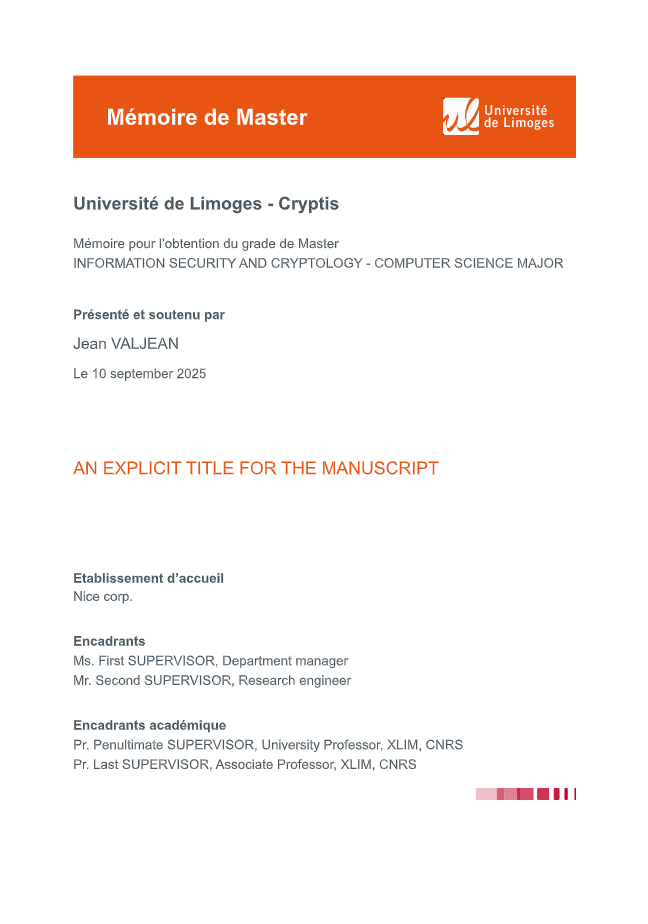 Mémoire de Master
Université
de Limoges
Université de Limoges - Cryptis
Mémoire pour l'obtention du grade de Master
INFORMATION SECURITY AND CRYPTOLOGY - COMPUTER SCIENCE MAJOR
Présenté et soutenu par
Jean VALJEAN
Le 10 september 2025
AN EXPLICIT TITLE FOR THE MANUSCRIPT
Etablissement d'accueil
Nice corp.
Encadrants
Ms. First SUPERVISOR, Department manager
Mr. Second SUPERVISOR, Research engineer
Encadrants académique
Pr. Penultimate SUPERVISOR, University Professor, XLIM, CNRS
Pr. Last SUPERVISOR, Associate Professor, XLIM, CNRS